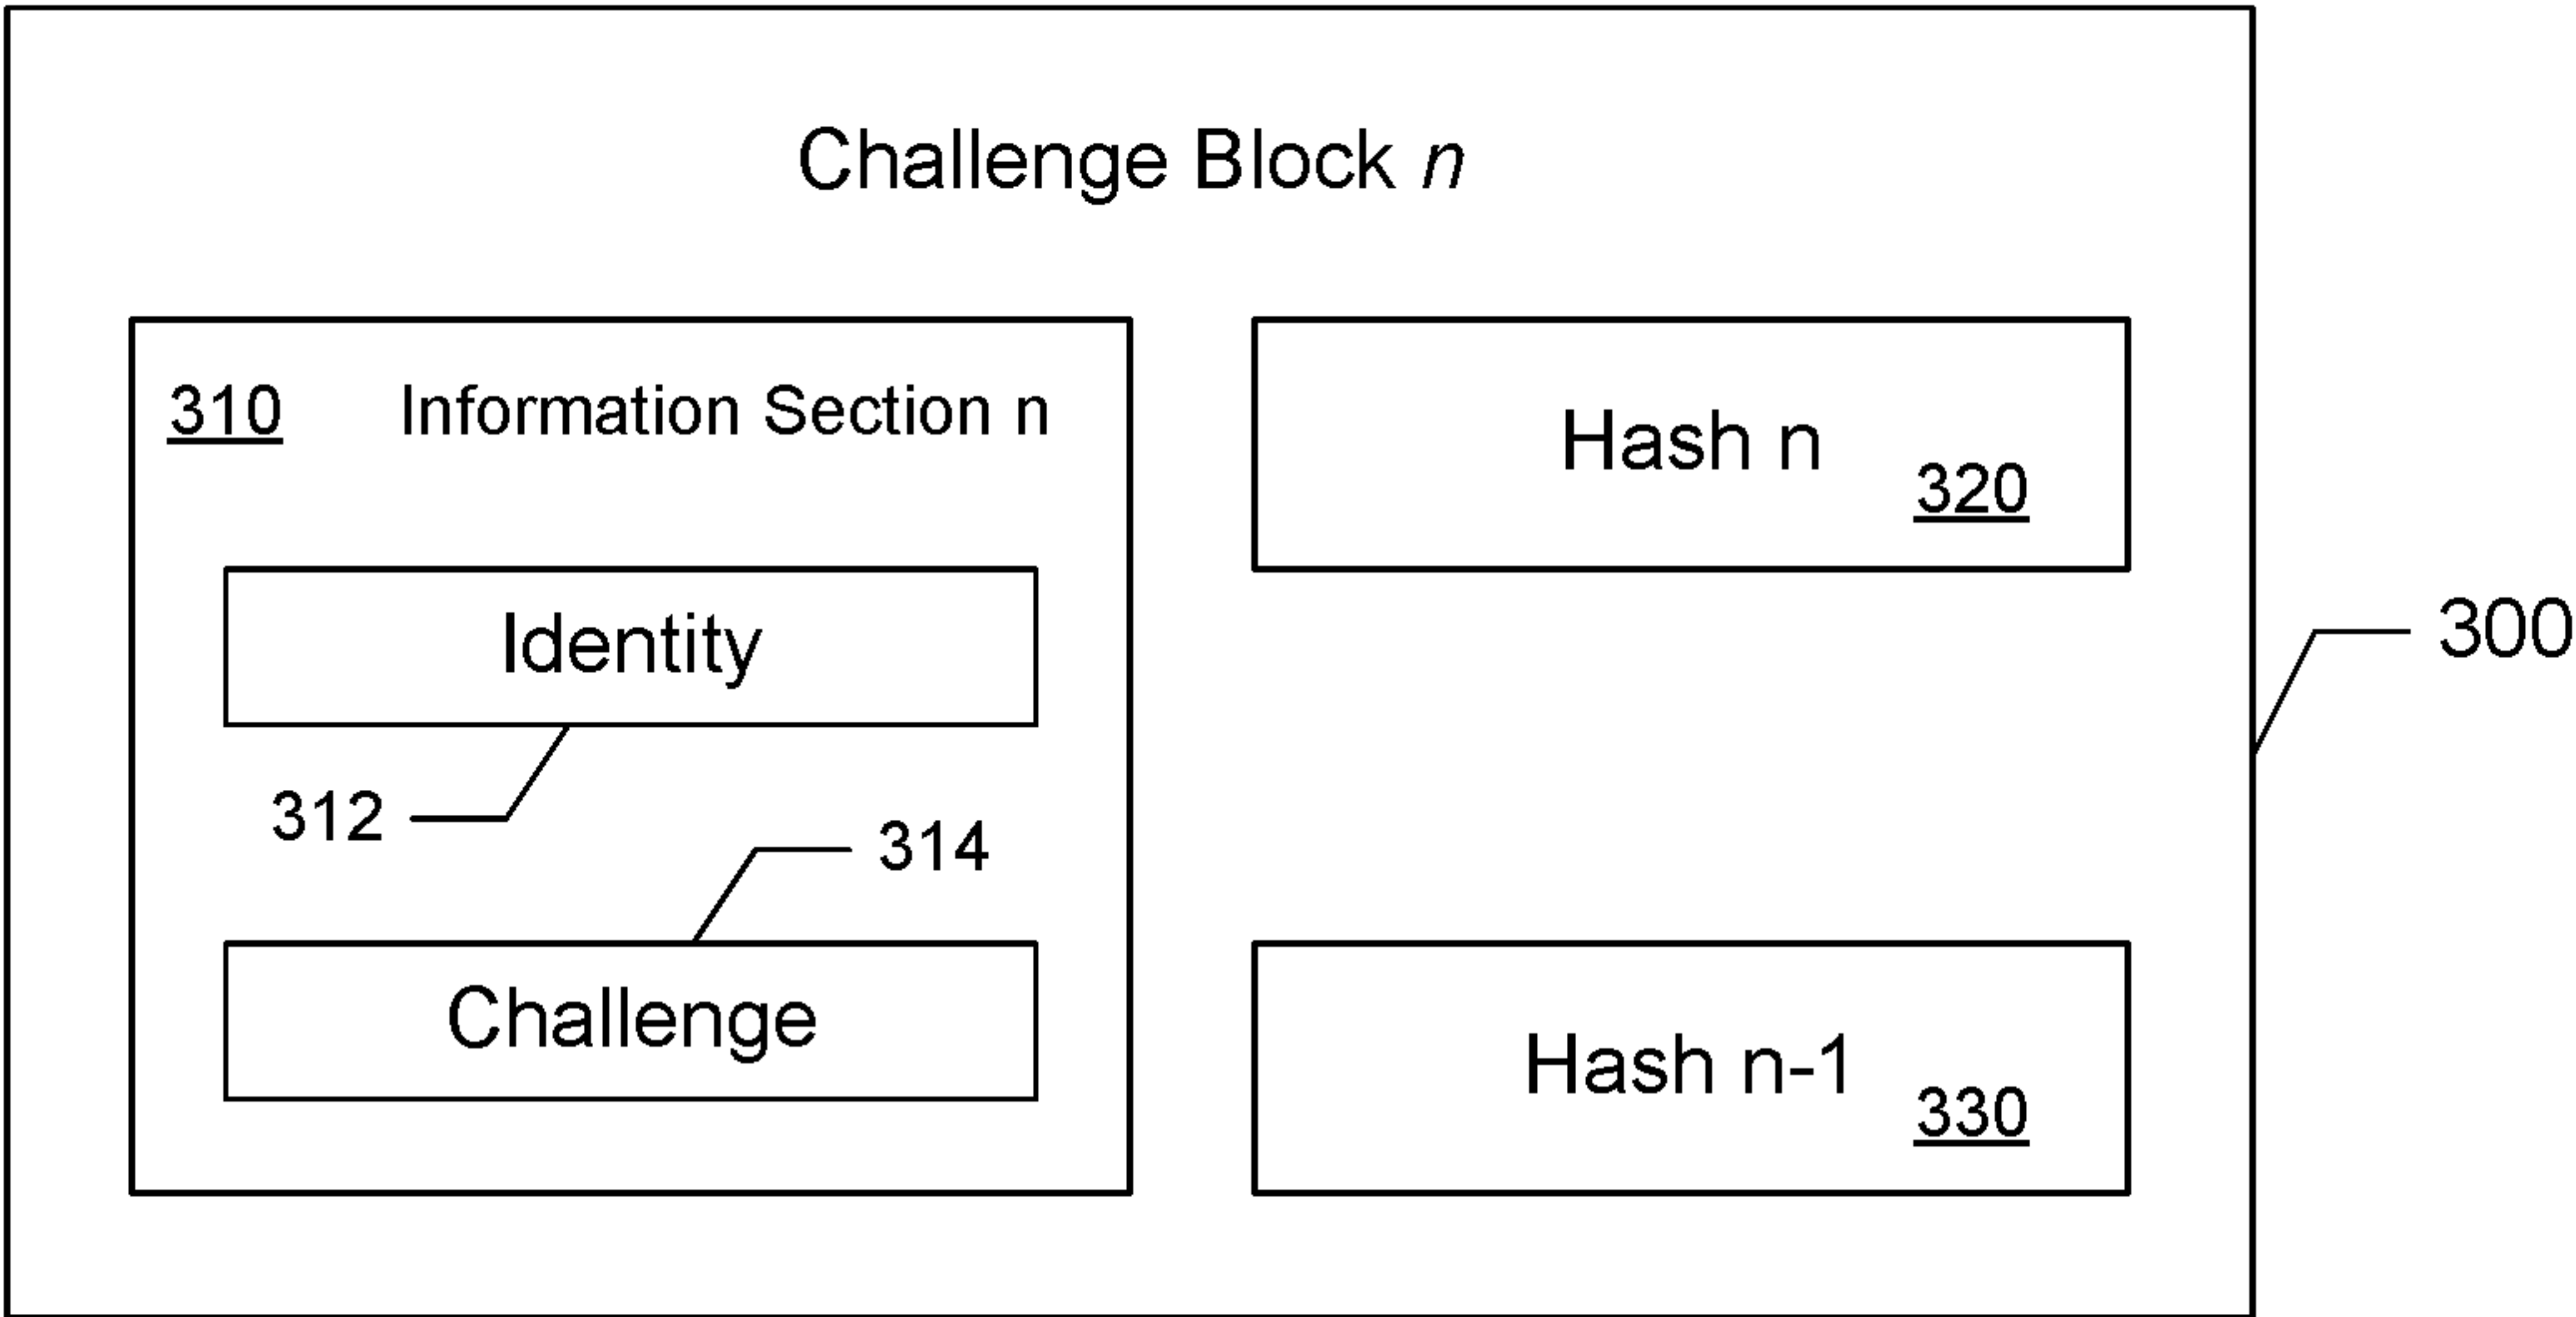 Challenge Block n
310 Information Section n
Identity
312
314
Challenge
Hash n
320
Hash n-1
330
300